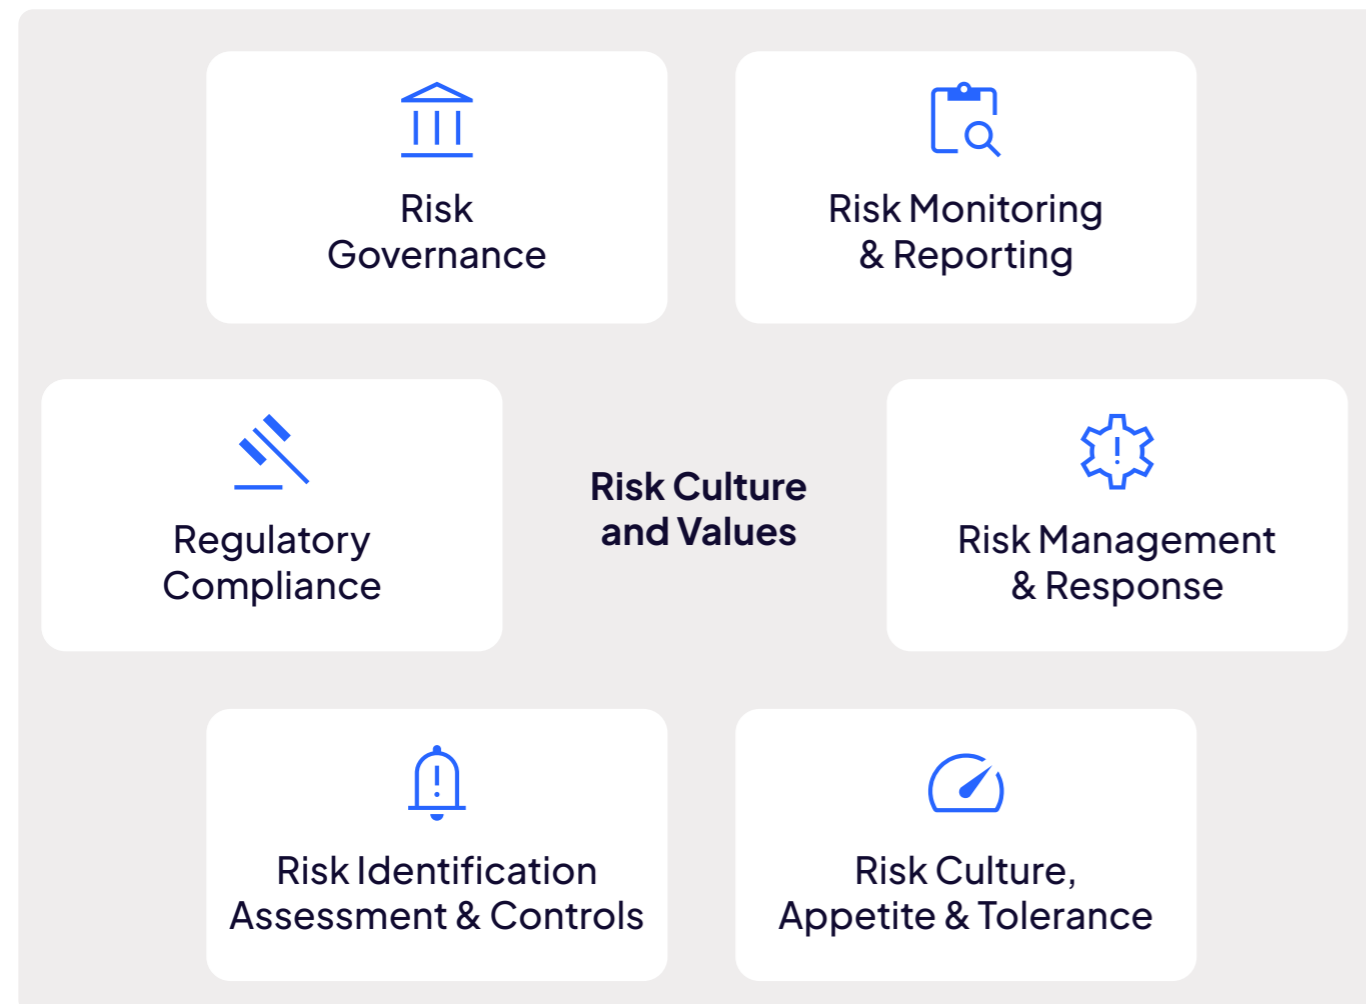 Risk
Governance
Risk Monitoring
& Reporting
Regulatory
Compliance
Risk Culture
and Values
Risk Management
& Response
Risk Identification
Assessment & Controls
Risk Culture,
Appetite & Tolerance